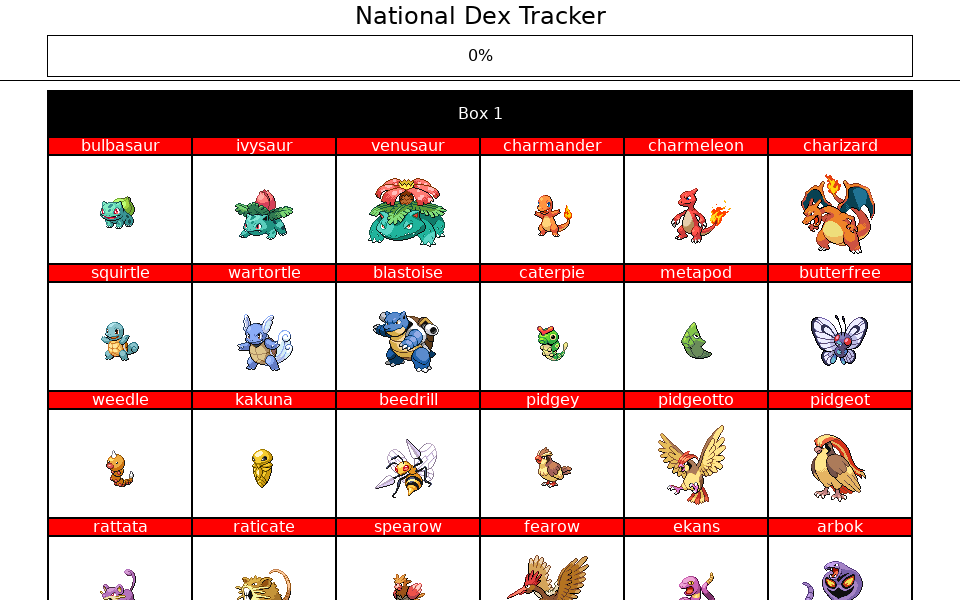 National Dex Tracker
0%
Box 1
bulbasaur ivysaur venusaur charmander charmeleon charizard
squirtle wartortle blastoise caterpie metapod butterfree
weedle kakuna beedrill pidgey pidgeotto pidgeot
rattata raticate spearow fearow ekans arbok